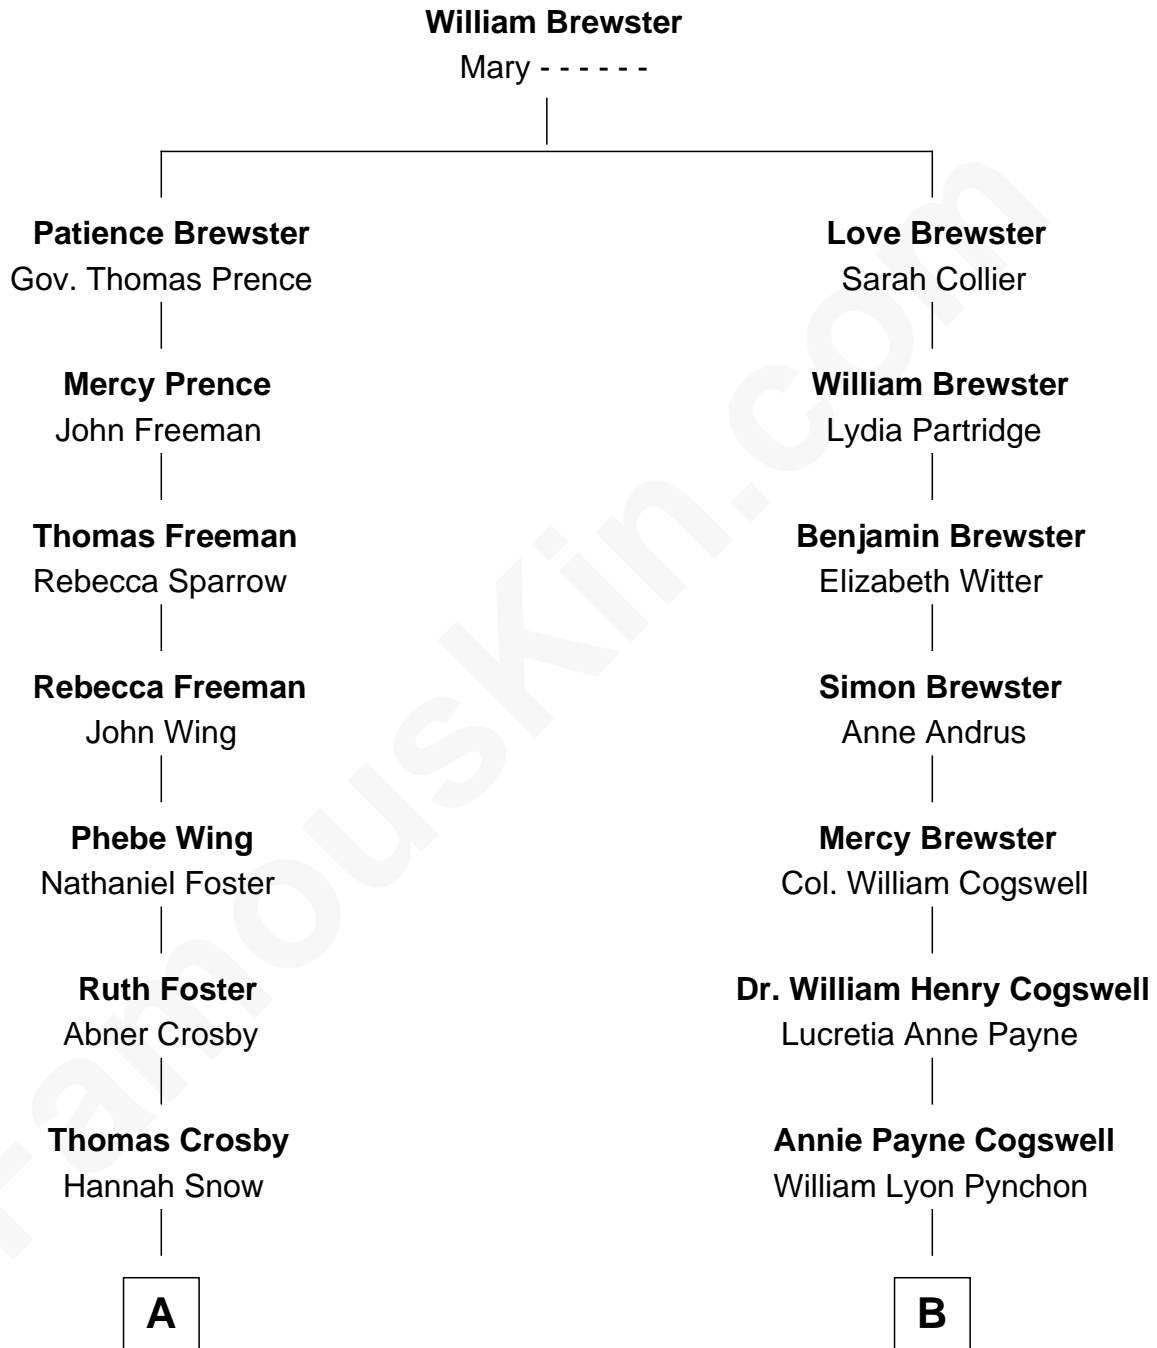 William Brewster
Mary - - - - - -
Patience Brewster
Gov. Thomas Prence
Love Brewster
Sarah Collier
Mercy Prence
John Freeman
William Brewster
Lydia Partridge
Thomas Freeman
Rebecca Sparrow
Benjamin Brewster
Elizabeth Witter
Rebecca Freeman
John Wing
Simon Brewster
Anne Andrus
Phebe Wing
Nathaniel Foster
Mercy Brewster
Col. William Cogswell
Ruth Foster
Abner Crosby
Dr. William Henry Cogswell
Lucretia Anne Payne
Thomas Crosby
Hannah Snow
Annie Payne Cogswell
William Lyon Pynchon
A
B
FamousKin.com